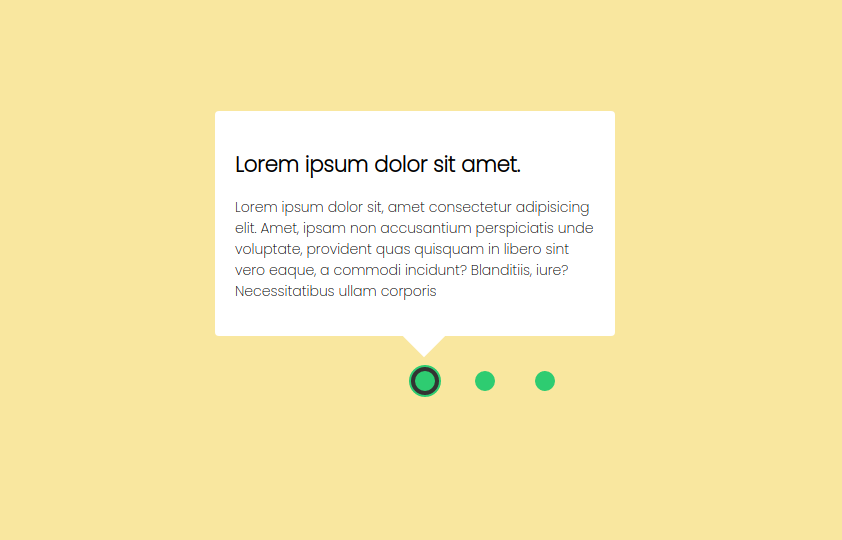 Lorem ipsum dolor sit amet.
Lorem ipsum dolor sit, amet consectetur adipisicing
elit. Amet, ipsam non accusantium perspiciatis unde
voluptate, provident quas quisquam in libero sint
vero eaque, a commodi incidunt? Blanditiis, iure?
Necessitatibus ullam corporis